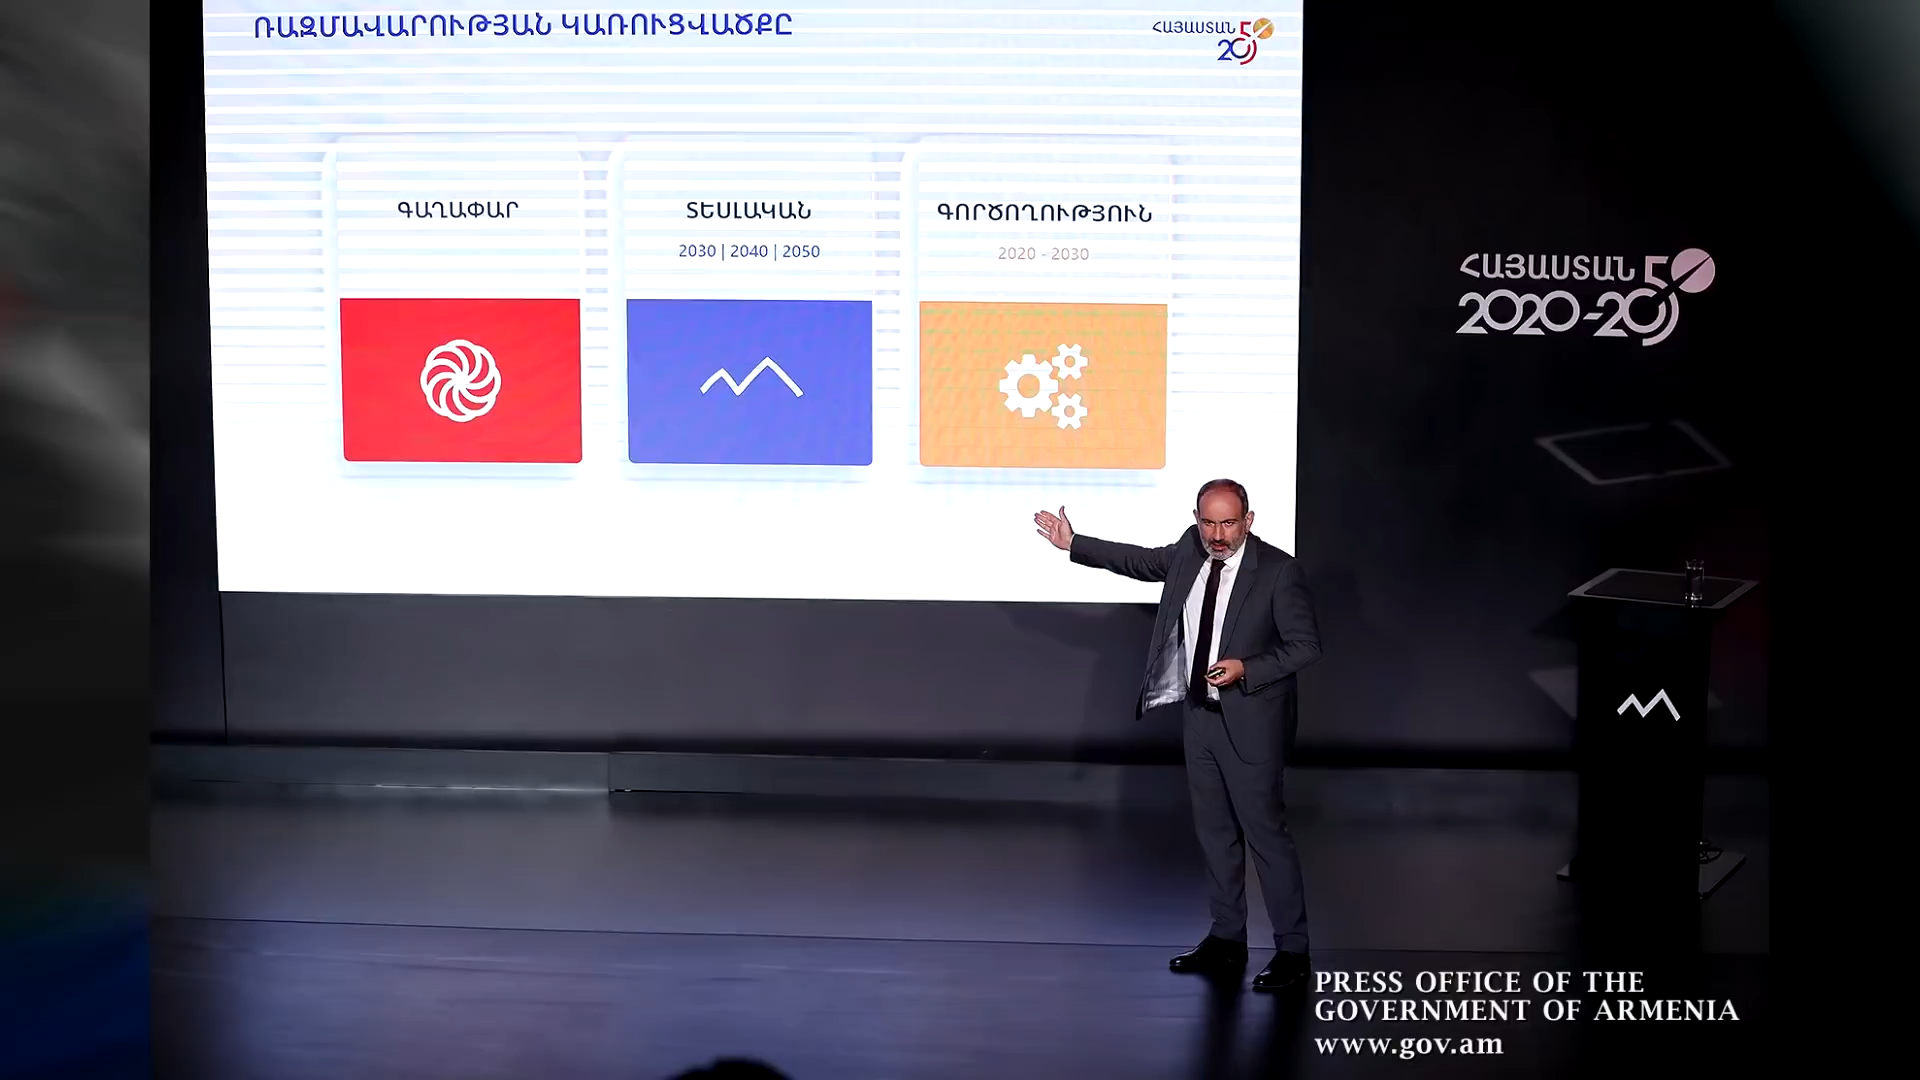 ՌԱԶՄԱՎԱՐՈՒԹՅԱՆ ԿԱՌՈՒՑՎԱԾՔԸ
ՀԱՅԱՍՏԱՆ 50
20
ԳԱՂԱՓԱՐ
ՏԵՍԼԱԿԱՆ
2030 | 2040 | 2050
ԳՈՐԾՈՂՈՒԹՅՈՒՆ
2020 - 2030
ՀԱՅԱՍՏԱՆ 50
2020-20
PRESS OFFICE OF THE
GOVERNMENT OF ARMENIA
www.gov.am